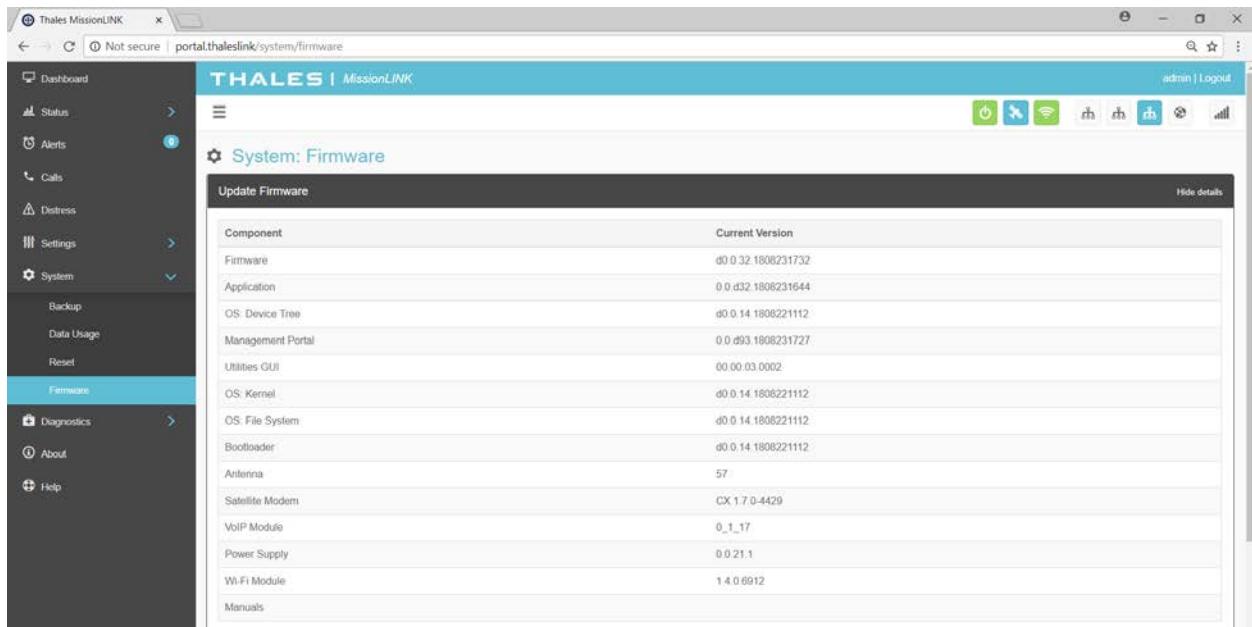 Thales MissionLINK
Not secure | portal.thaleslink/system/firmware
Dashboard
Status
Alerts 0
Calls
Distress
Settings
System
Backup
Data Usage
Reset
Firmware
Diagnostics
About
Help
THALES | MissionLINK
admin | Logout
System: Firmware
Update Firmware Hide details
Component Current Version
Firmware d0.0.32.1808231732
Application 0.0.d32.1808231644
OS: Device Tree d0.0.14.1808221112
Management Portal 0.0.d93.1808231727
Utilities GUI 00.00.03.0002
OS: Kernel d0.0.14.1808221112
OS: File System d0.0.14.1808221112
Bootloader d0.0.14.1808221112
Antenna 57
Satellite Modem CX 1.7.0-4429
VoIP Module 0_1_17
Power Supply 0.0.21.1
Wi-Fi Module 1.4.0.6912
Manuals